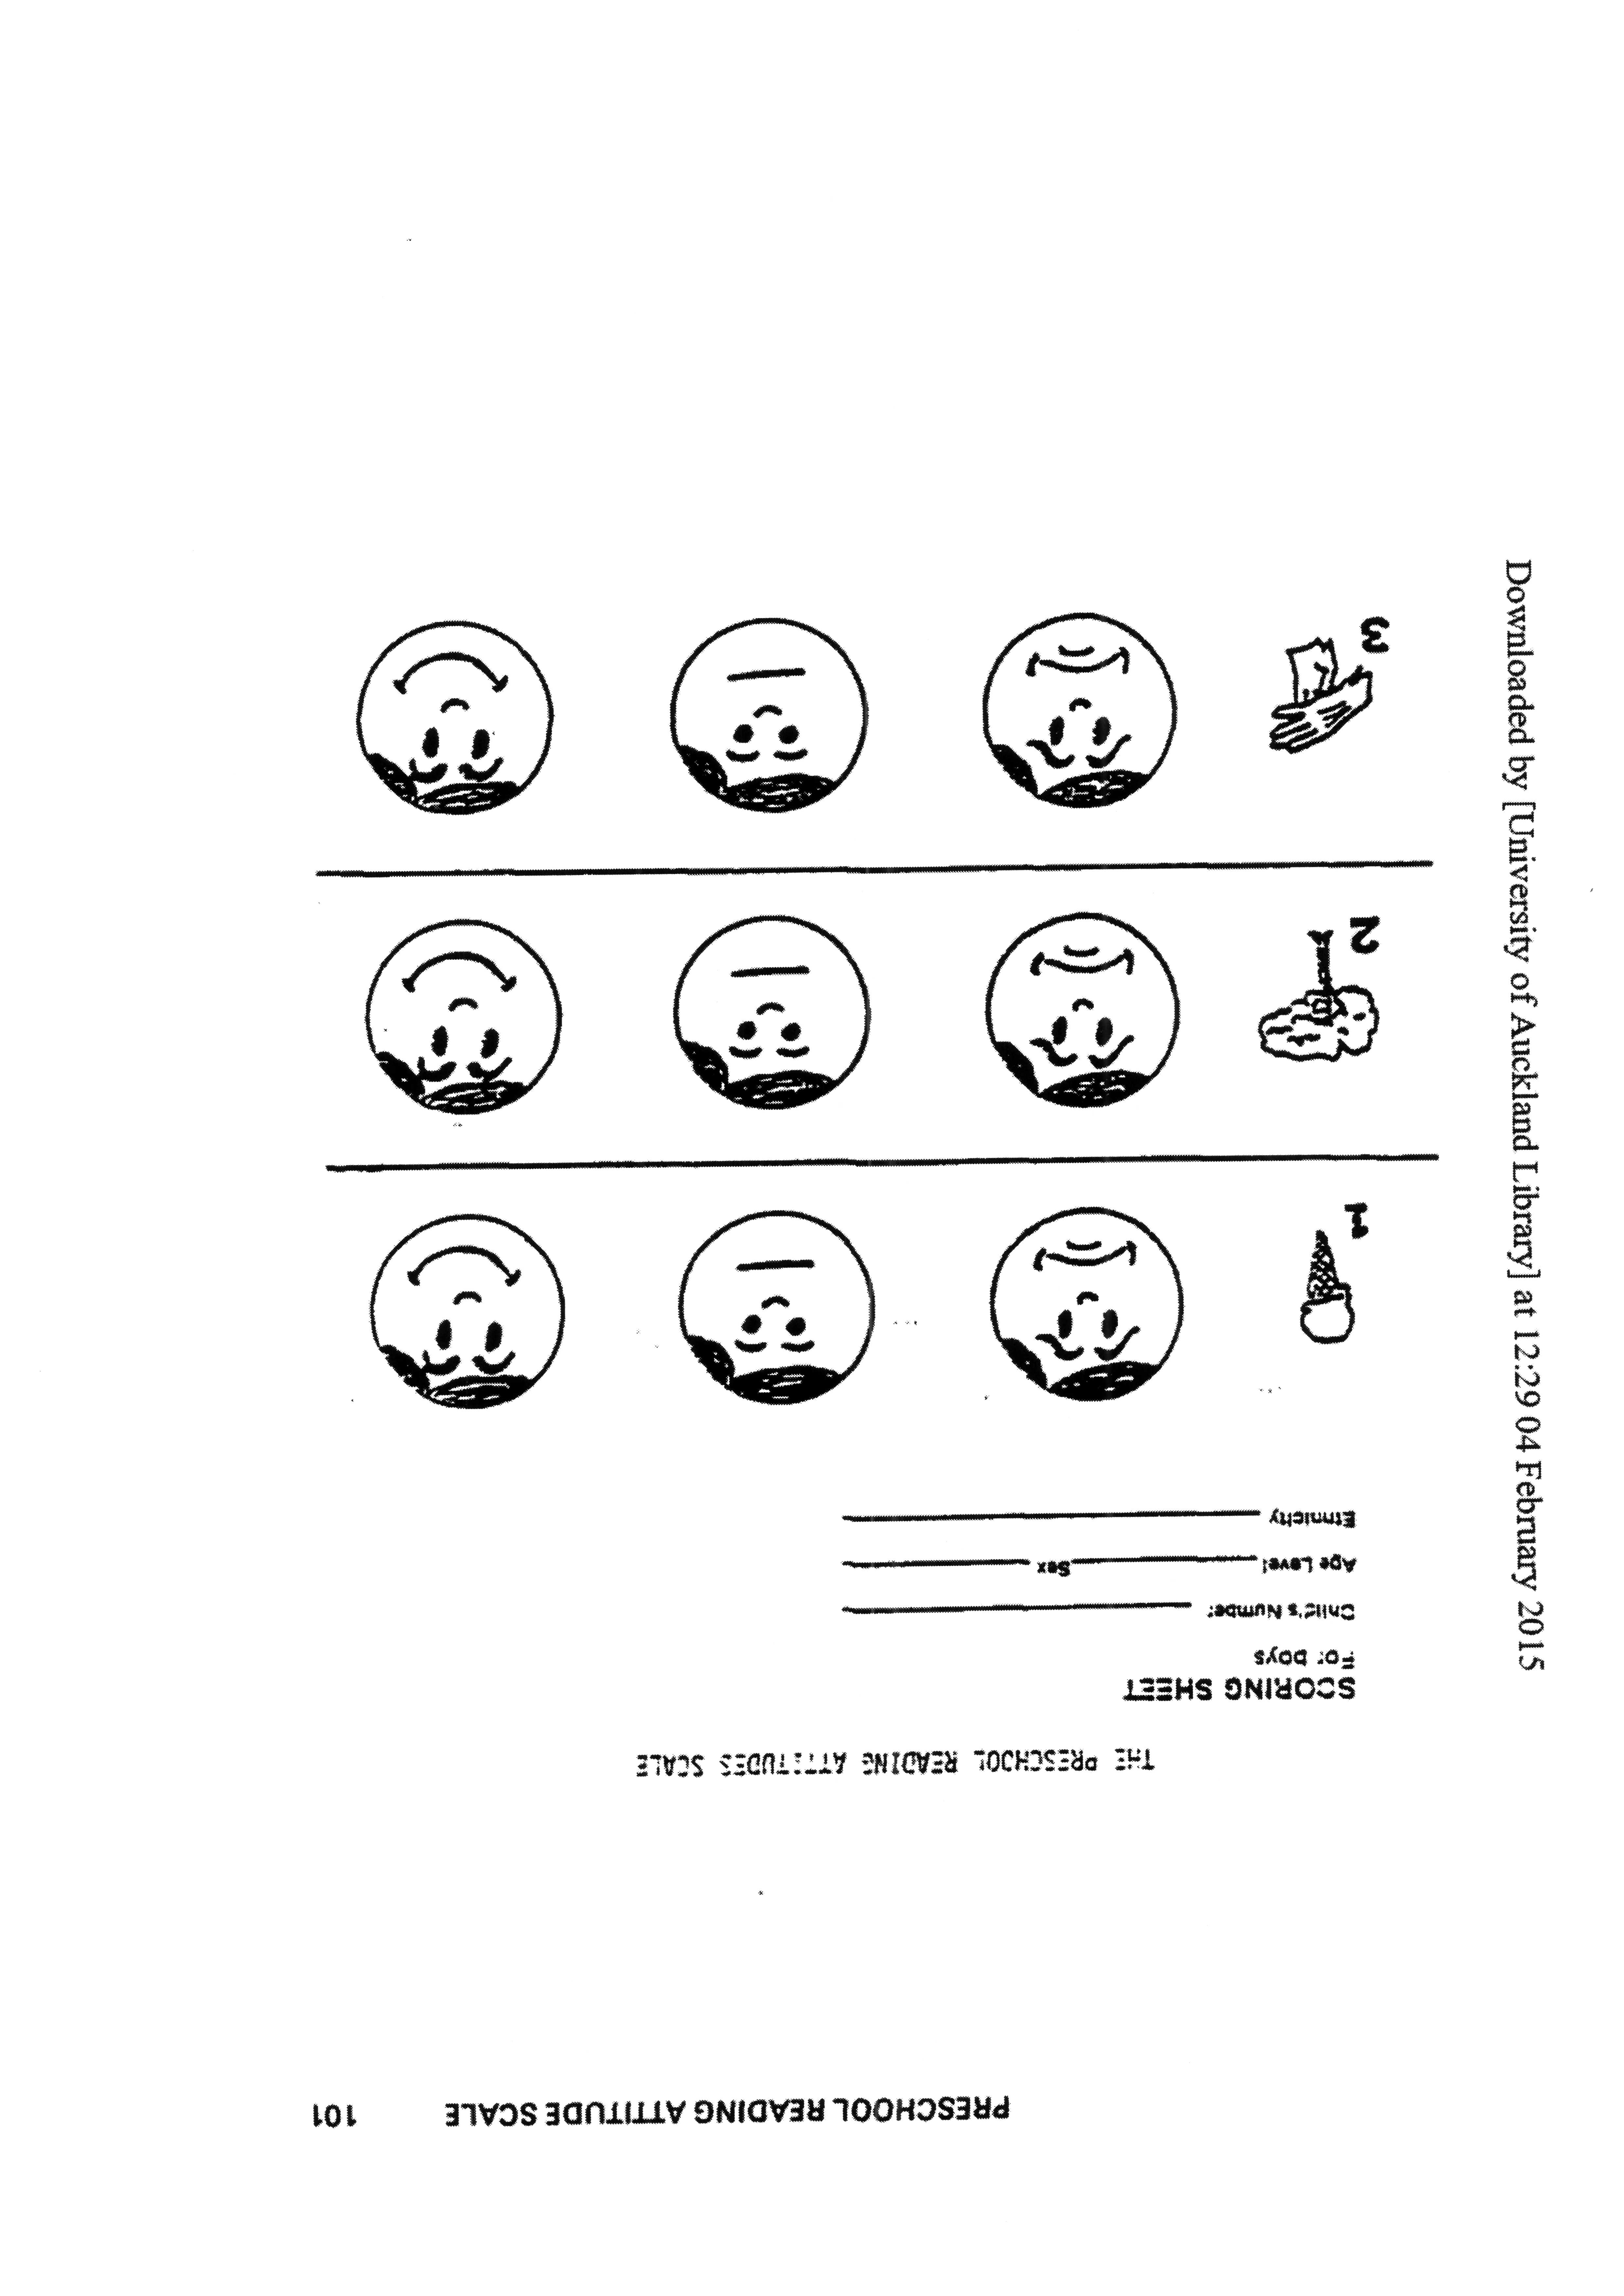 PRESCHOOL READING ATTITUDE SCALE 101
THE PRESCHOOL READING ATTITUDES SCALE
SCORING SHEET
For boys
Child's Number
Age Level Sex
Ethnicity
1
2
3
Downloaded by [University of Auckland Library] at 12:29 04 February 2015